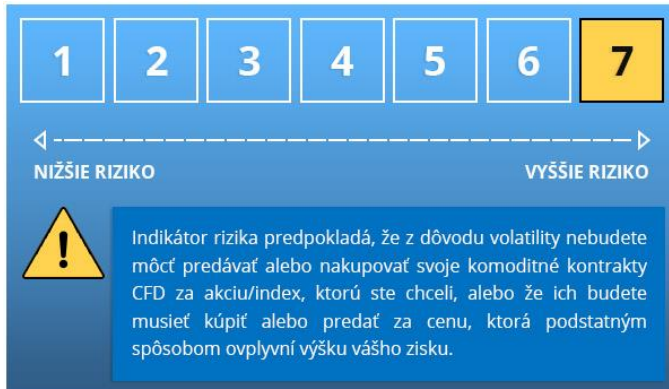 1 2 3 4 5 6 7
NIŽŠIE RIZIKO VYŠŠIE RIZIKO
!
Indikátor rizika predpokladá, že z dôvodu volatility nebudete
môcť predávať alebo nakupovať svoje komoditné kontrakty
CFD za akciu/index, ktorú ste chceli, alebo že ich budete
musieť kúpiť alebo predať za cenu, ktorá podstatným
spôsobom ovplyvní výšku vášho zisku.